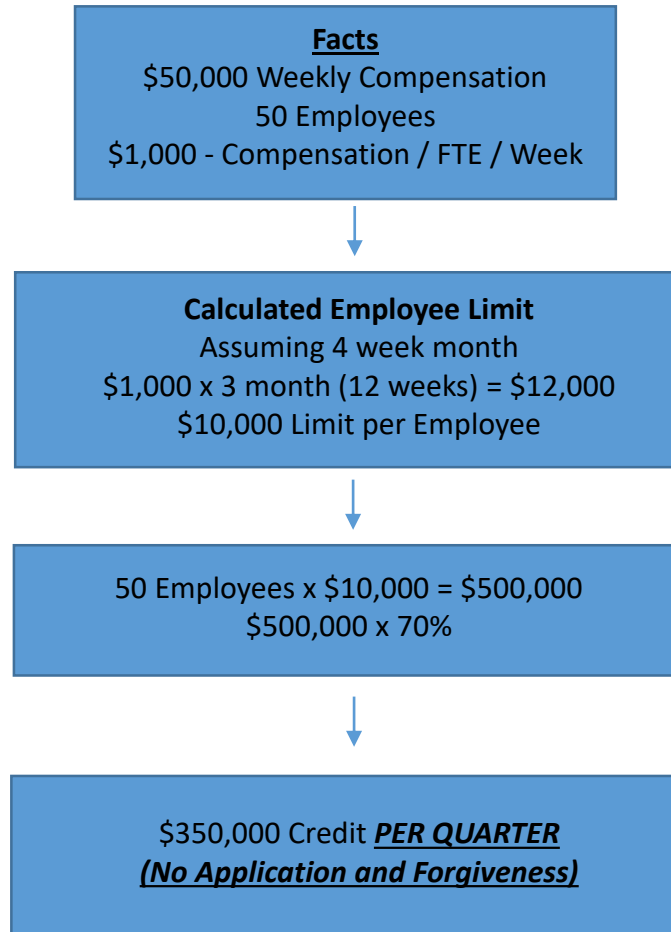 Facts
$50,000 Weekly Compensation
50 Employees
$1,000 - Compensation / FTE / Week
Calculated Employee Limit
Assuming 4 week month
$1,000 x 3 month (12 weeks) = $12,000
$10,000 Limit per Employee
50 Employees x $10,000 = $500,000
$500,000 x 70%
$350,000 Credit PER QUARTER
(No Application and Forgiveness)